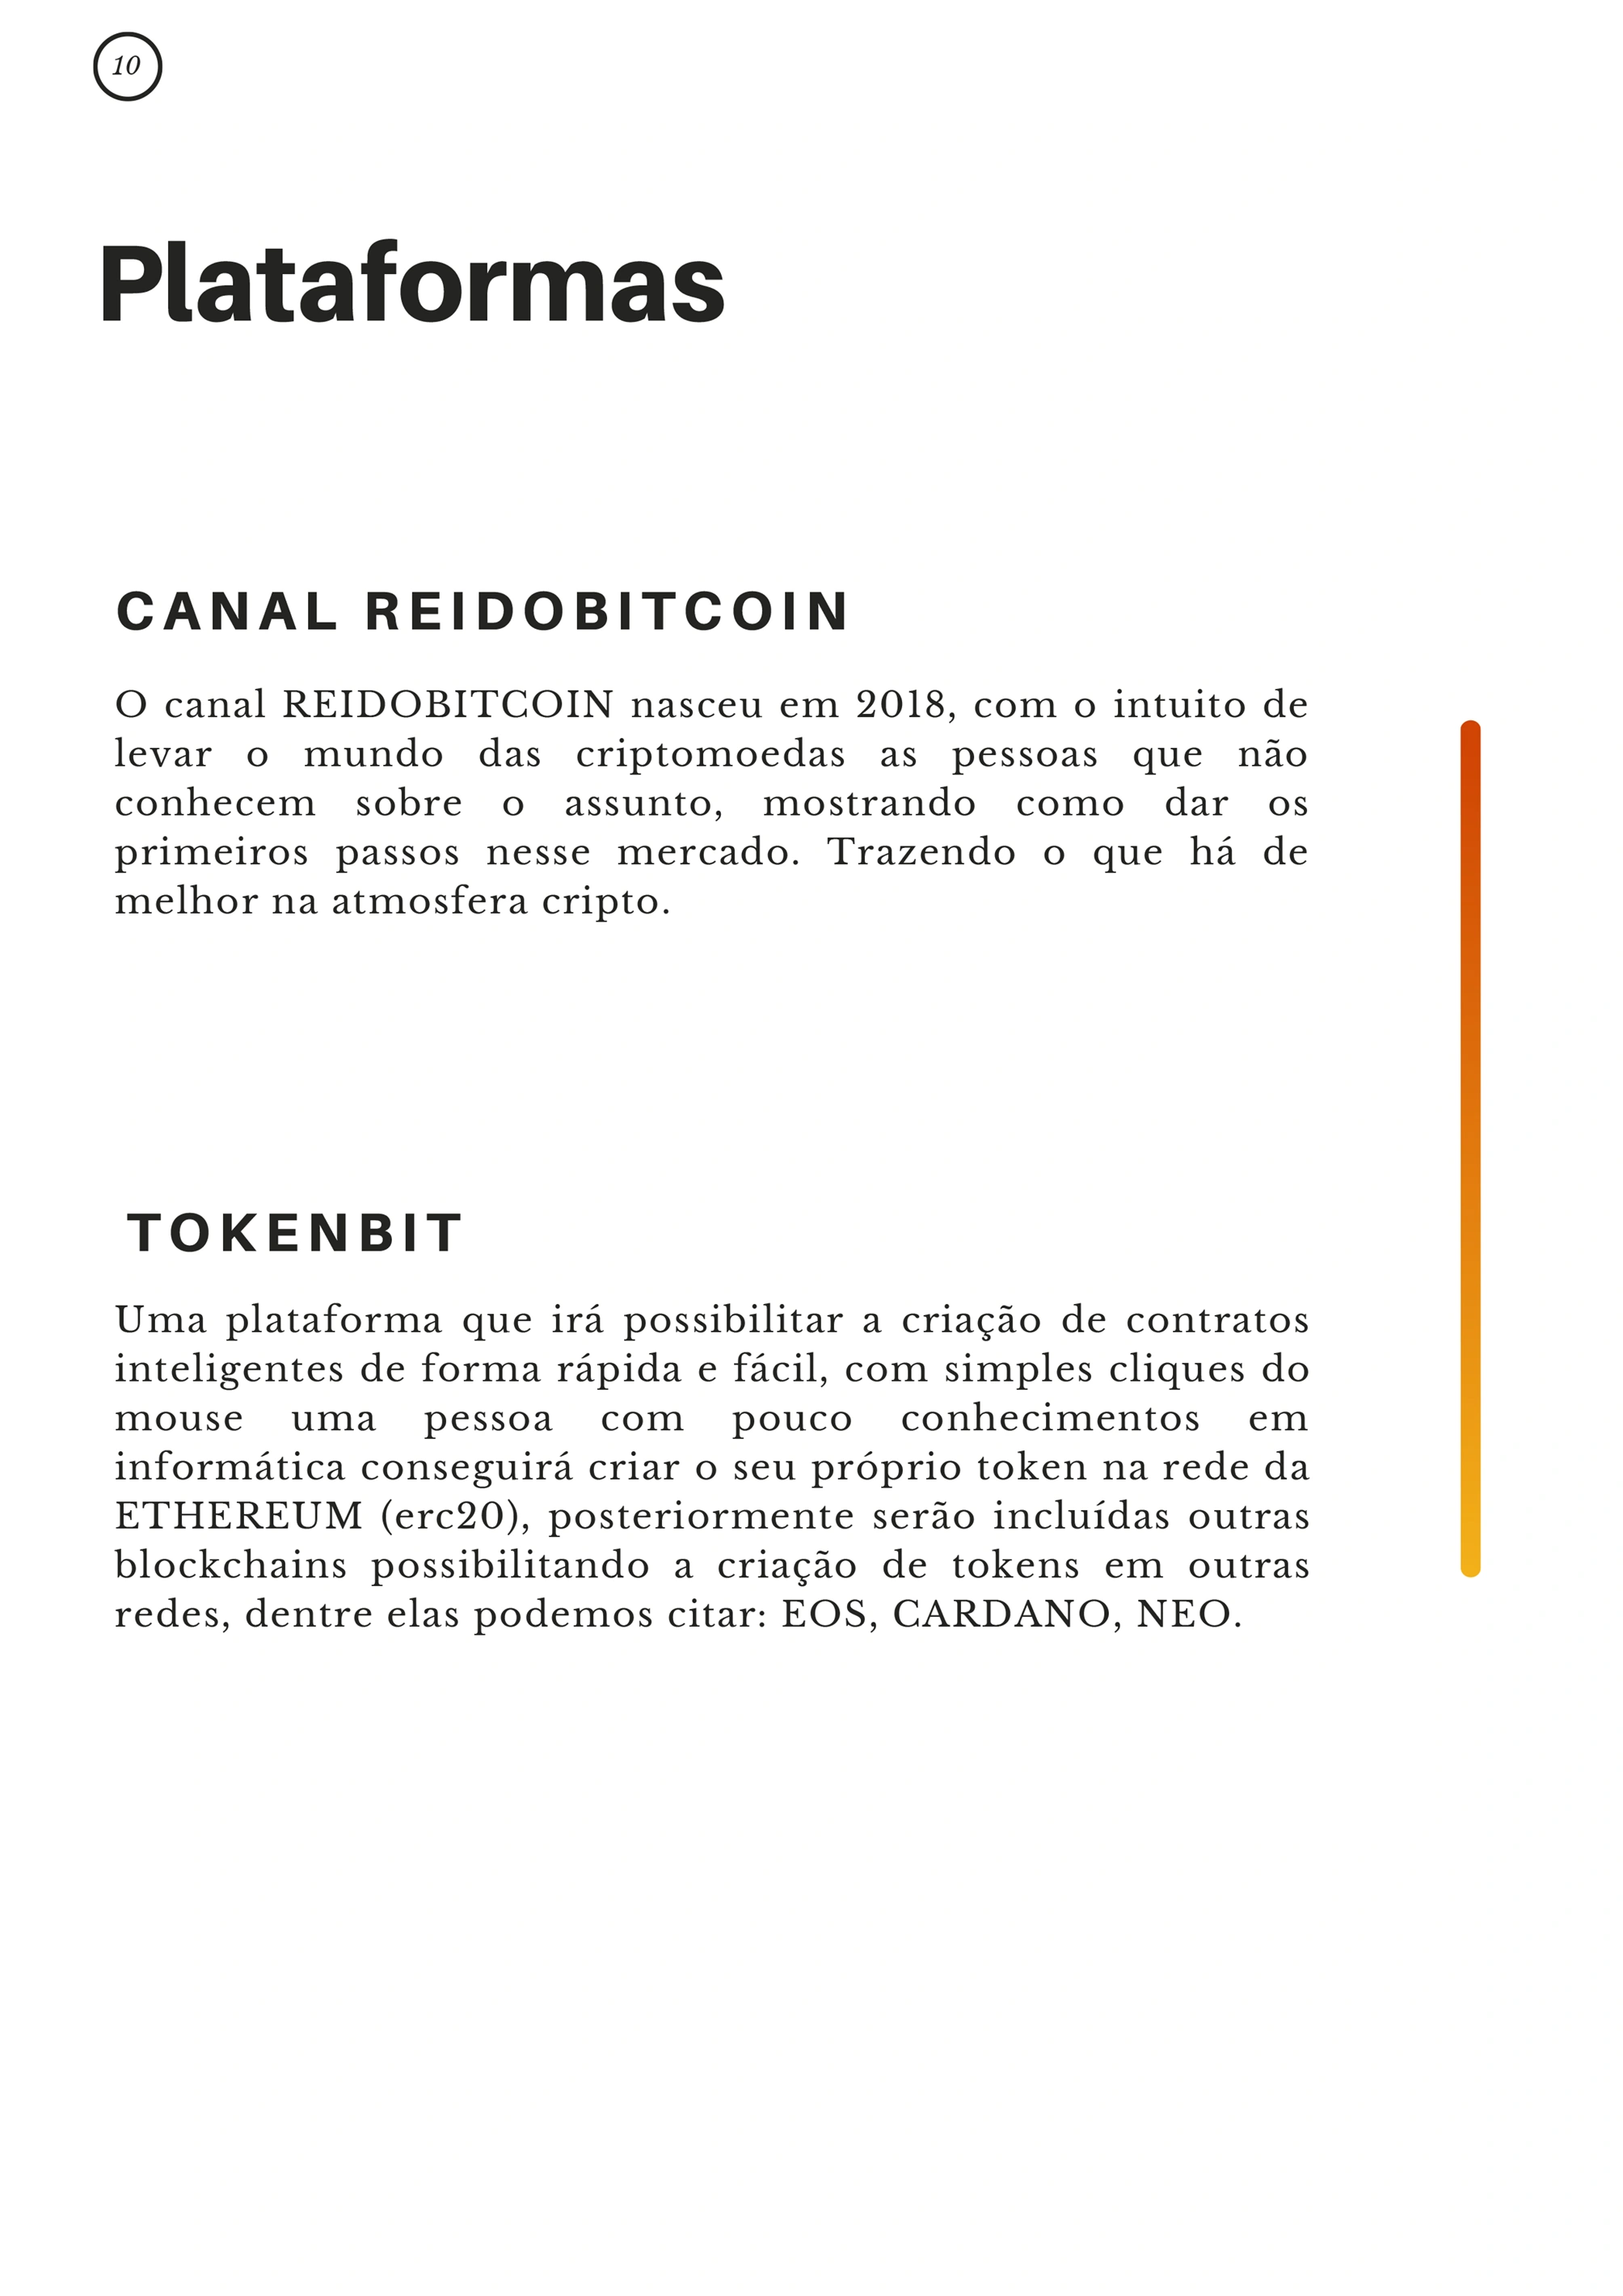 10
Plataformas
CANAL REIDOBITCOIN
O canal REIDOBITCOIN nasceu em 2018, com o intuito de
levar o mundo das criptomoedas as pessoas que não
conhecem sobre o assunto, mostrando como dar os
primeiros passos nesse mercado. Trazendo o que há de
melhor na atmosfera cripto.
TOKENBIT
Uma plataforma que irá possibilitar a criação de contratos
inteligentes de forma rápida e fácil, com simples cliques do
mouse uma pessoa com pouco conhecimentos em
informática conseguirá criar o seu próprio token na rede da
ETHEREUM (erc20), posteriormente serão incluídas outras
blockchains possibilitando a criação de tokens em outras
redes, dentre elas podemos citar: EOS, CARDANO, NEO.